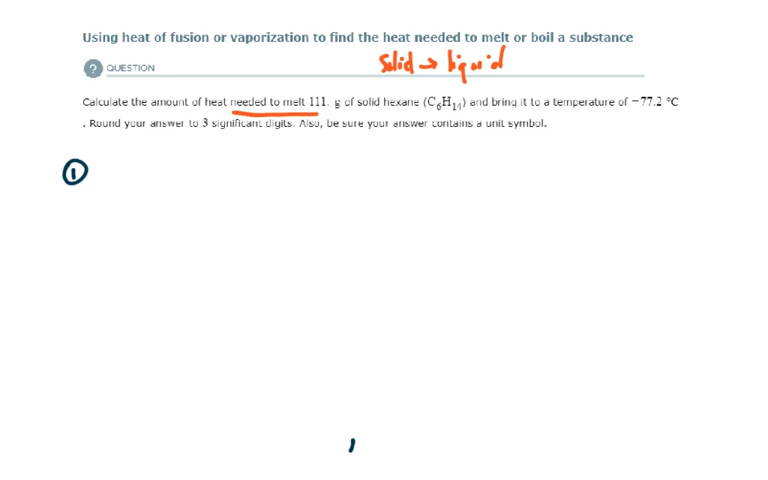 Using heat of fusion or vaporization to find the heat needed to melt or boil a substance
? QUESTION
Solid → liquid
Calculate the amount of heat needed to melt 111. g of solid hexane (C₆H₁₄) and bring it to a temperature of −77.2 °C
. Round your answer to 3 significant digits. Also, be sure your answer contains a unit symbol.
①